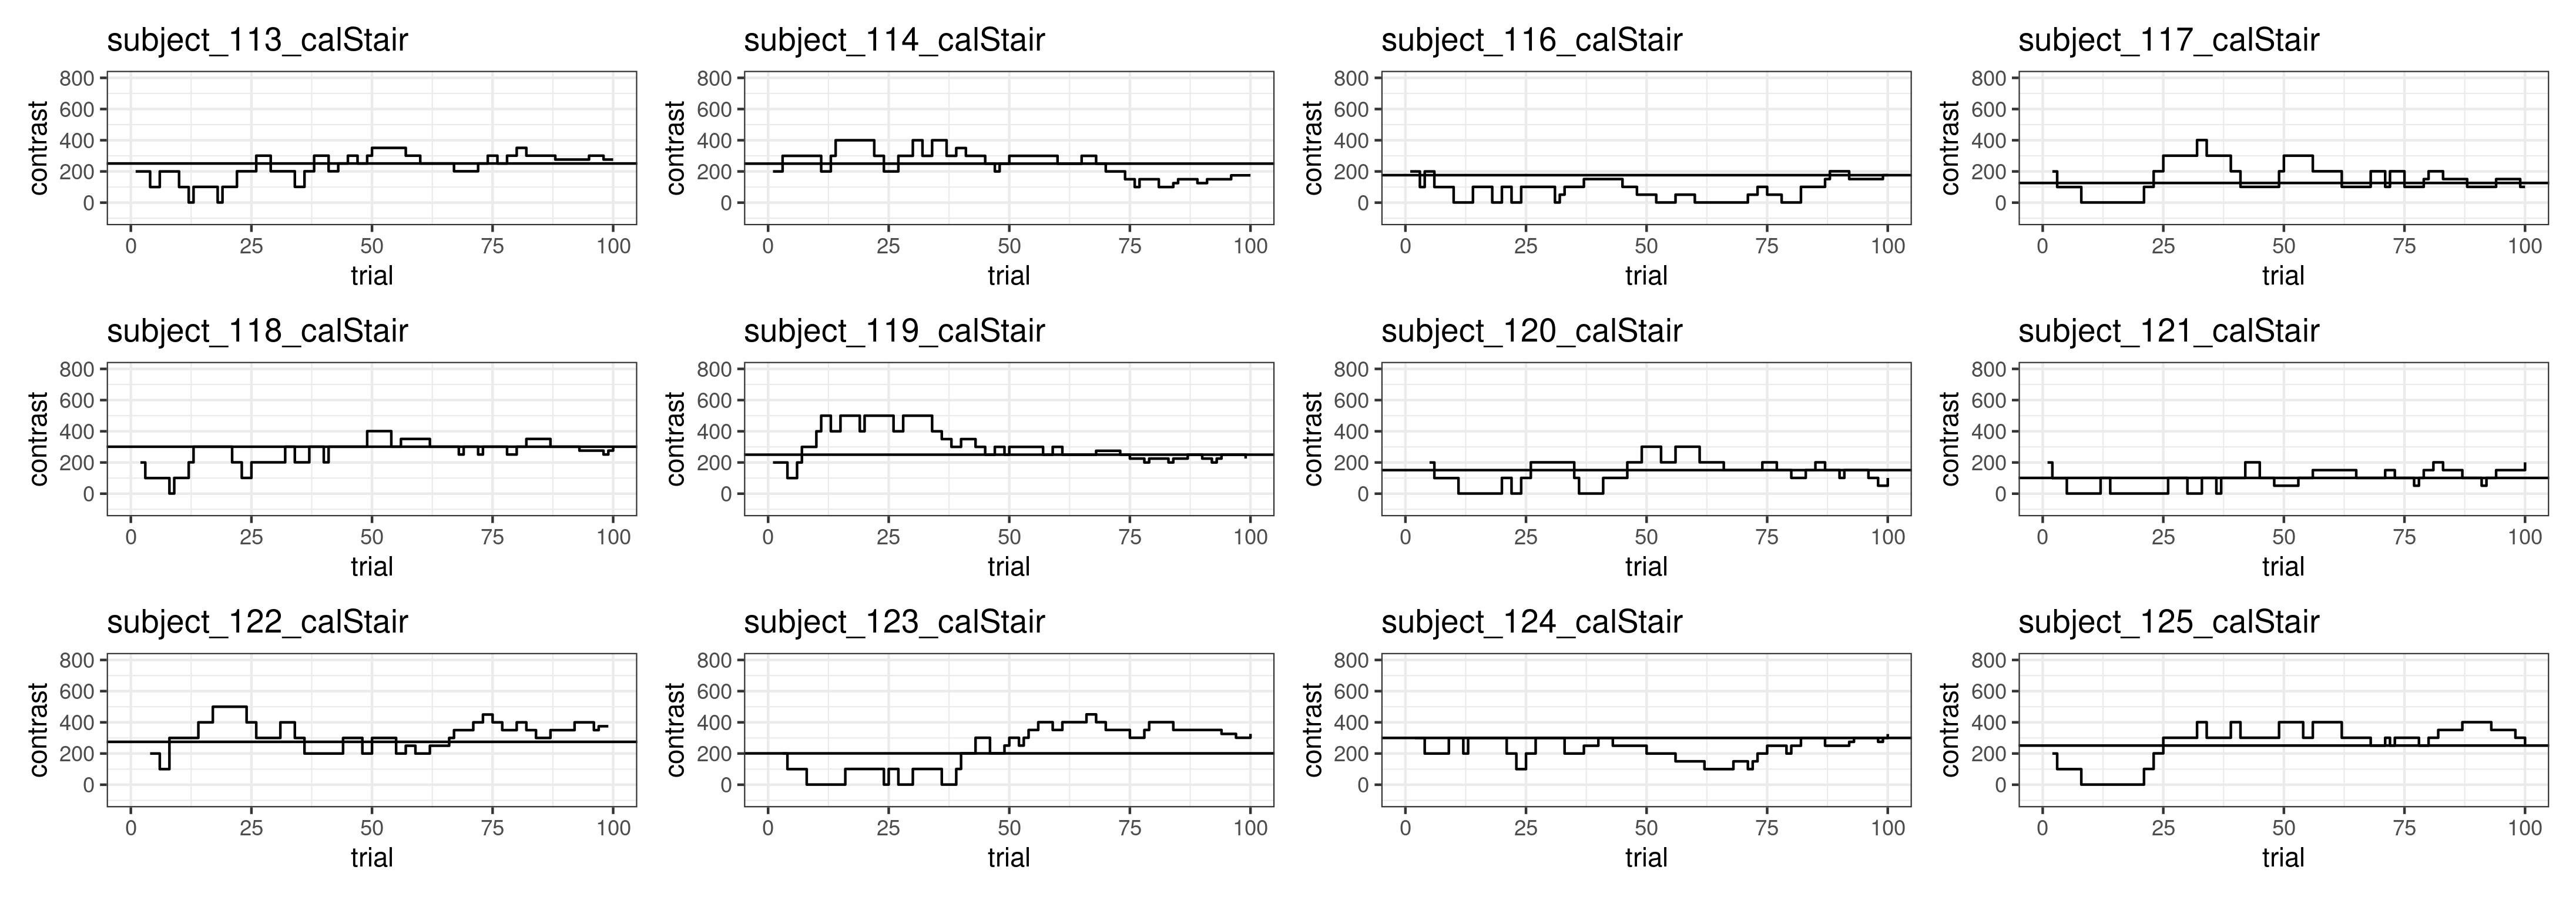 subject_113_calStair
subject_114_calStair
subject_116_calStair
subject_117_calStair
800
600
400
200
0
contrast
0 25 50 75 100
trial
800
600
400
200
0
contrast
0 25 50 75 100
trial
800
600
400
200
0
contrast
0 25 50 75 100
trial
800
600
400
200
0
contrast
0 25 50 75 100
trial
subject_118_calStair
subject_119_calStair
subject_120_calStair
subject_121_calStair
800
600
400
200
0
contrast
0 25 50 75 100
trial
800
600
400
200
0
contrast
0 25 50 75 100
trial
800
600
400
200
0
contrast
0 25 50 75 100
trial
800
600
400
200
0
contrast
0 25 50 75 100
trial
subject_122_calStair
subject_123_calStair
subject_124_calStair
subject_125_calStair
800
600
400
200
0
contrast
0 25 50 75 100
trial
800
600
400
200
0
contrast
0 25 50 75 100
trial
800
600
400
200
0
contrast
0 25 50 75 100
trial
800
600
400
200
0
contrast
0 25 50 75 100
trial